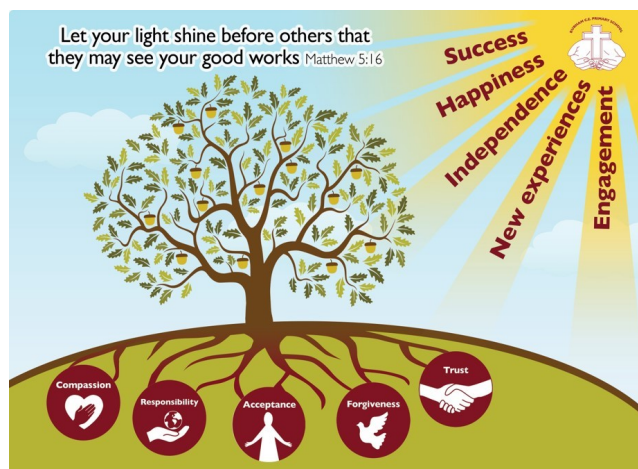 Let your light shine before others that
they may see your good works Matthew 5:16
Success
Happiness
Independence
New experiences
Engagement
Compassion
Responsibility
Acceptance
Forgiveness
Trust